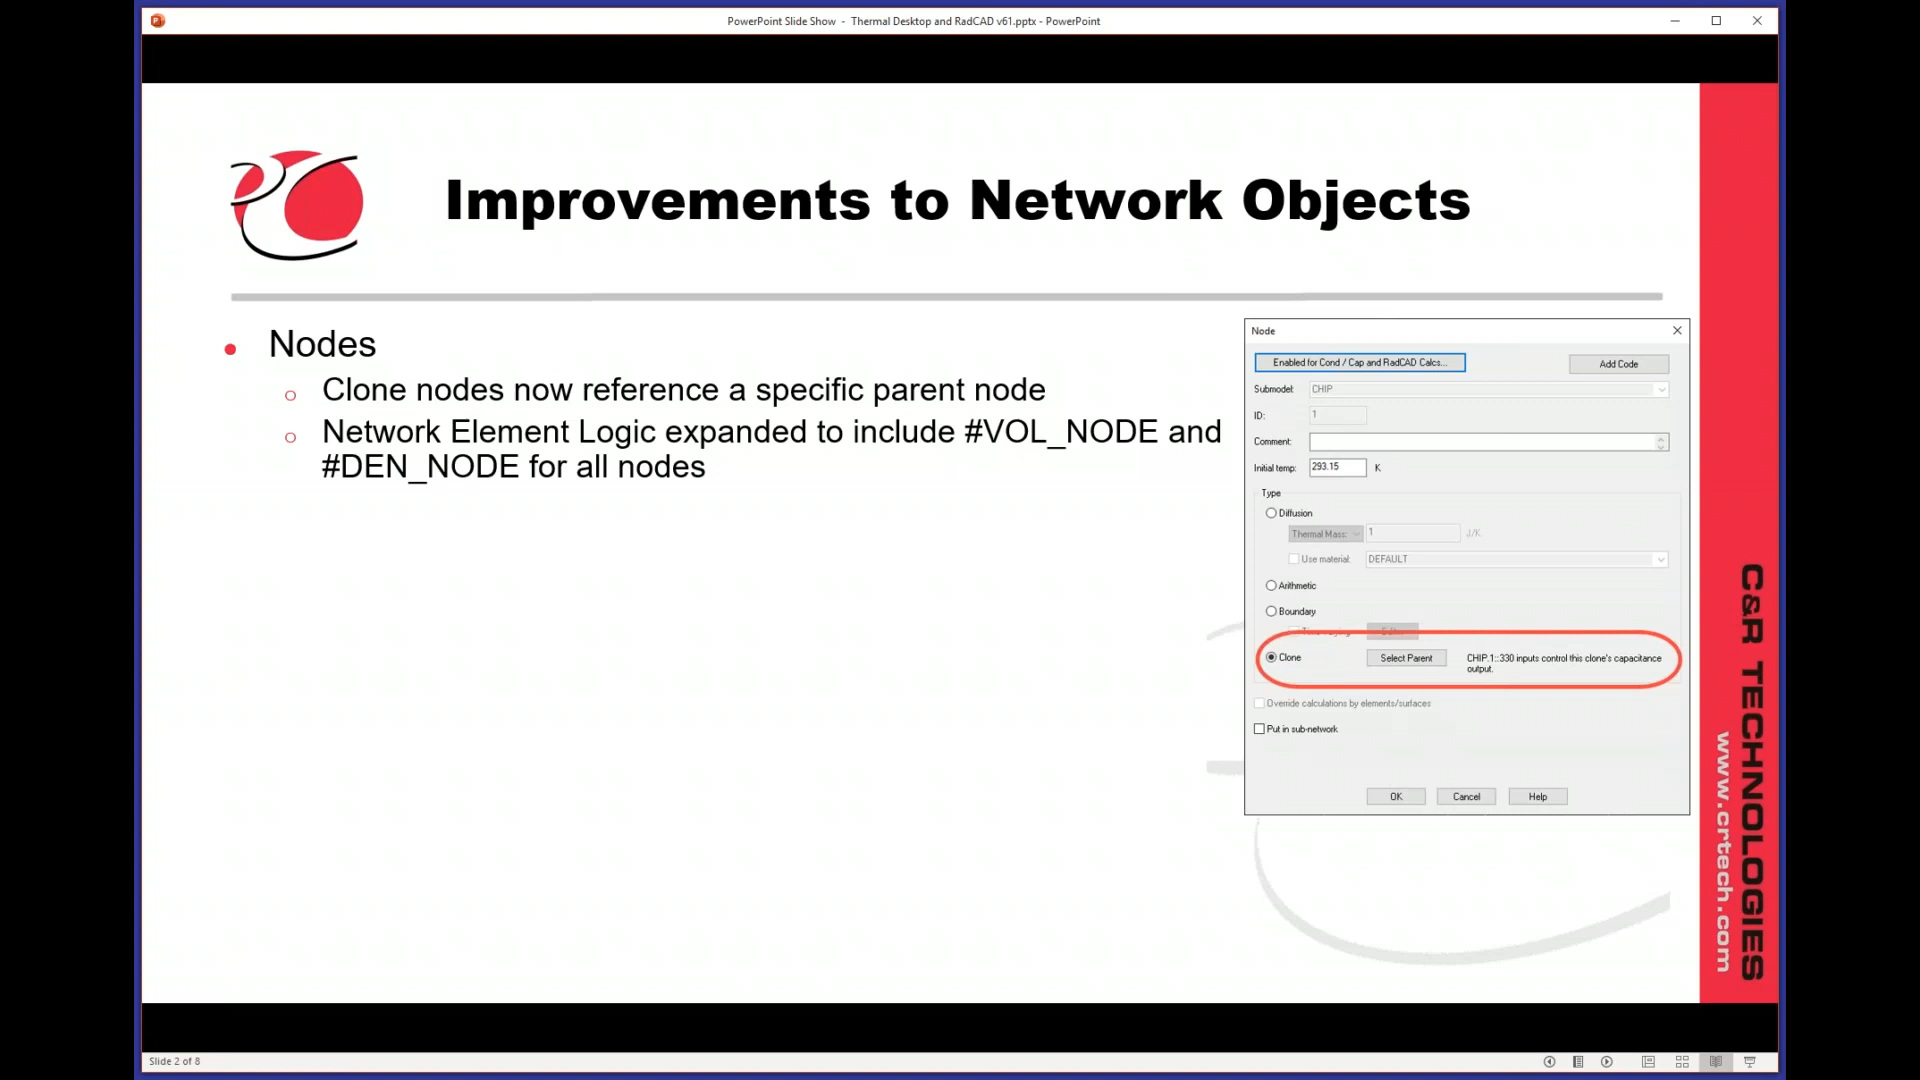 PowerPoint Slide Show - Thermal Desktop and RadCAD v61.pptx - PowerPoint
Improvements to Network Objects
Nodes
Clone nodes now reference a specific parent node
Network Element Logic expanded to include #VOL_NODE and
#DEN_NODE for all nodes
Node
Enabled for Cond / Cap and RadCAD Calcs...
Add Code
Submodel: CHIP
ID: 1
Comment:
Initial temp: 293.15 K
Type
Diffusion
Thermal Mass: 1 J/K
Use material: DEFAULT
Arithmetic
Boundary
Clone
Select Parent
CHIP.1::330 inputs control this clone's capacitance
output.
Override calculations by elements/surfaces
Put in sub-network
OK
Cancel
Help
C&R TECHNOLOGIES
www.crtech.com
Slide 2 of 8